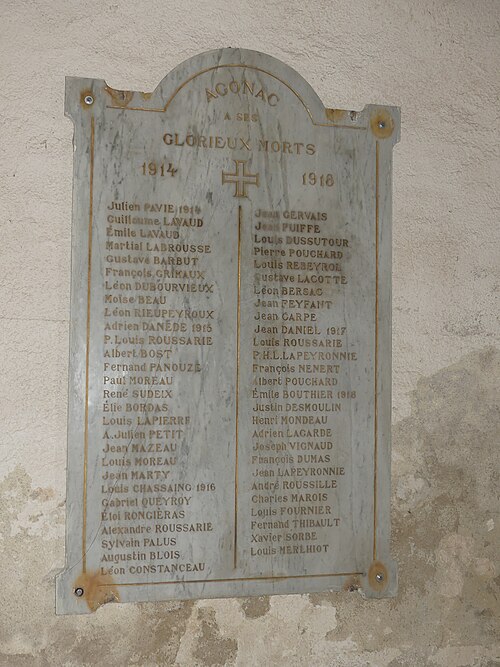 AGONAC
A SES
GLORIEUX MORTS
1914
1918
Julien PAVIE 1914
Guillaume LAVAUD
Émile LAVAUD
Martial LABROUSSE
Gustave BARBUT
François GRIMAUX
Léon DUBOURVIEUX
Moïse BEAU
Léon RIEUPEYROUX
Adrien DANÈDE 1915
P. Louis ROUSSARIE
Albert BOST
Fernand PANOUZE
Paul MOREAU
René SUDEIX
Élie BORDAS
Louis LAPIERRE
A. Julien PETIT
Jean MAZEAU
Louis MOREAU
Jean MARTY
Louis CHASSAING 1916
Gabriel QUEYROY
Éloi RONGIÉRAS
Alexandre ROUSSARIE
Sylvain PALUS
Augustin BLOIS
Léon CONSTANCEAU
Jean GERVAIS
Jean PUIFFE
Louis DUSSUTOUR
Pierre POUCHARD
Louis REBEYROL
Gustave LACOTTE
Léon BERSAC
Jean FEYFANT
Jean CARPE
Jean DANIEL 1917
Louis ROUSSARIE
P.H.L. LAPEYRONNIE
François NENERT
Albert POUCHARD
Émile BOUTHIER 1918
Justin DESMOULIN
Henri MONDEAU
Adrien LAGARDE
Joseph VIGNAUD
François DUMAS
Jean LAPEYRONNIE
André ROUSSILLE
Charles MAROIS
Louis FOURNIER
Fernand THIBAULT
Xavier SORBE
Louis MERLHIOT